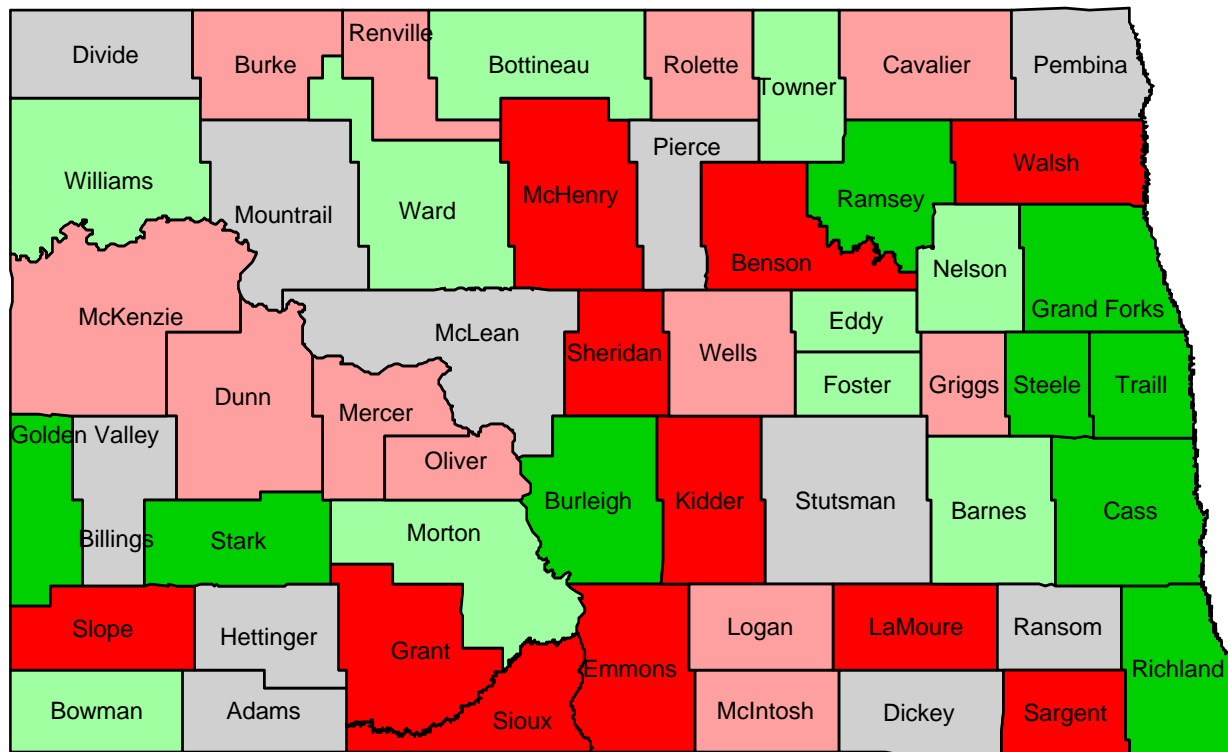 Divide
Burke
Renville
Bottineau
Rolette
Towner
Cavalier
Pembina
Williams
Mountrail
Ward
McHenry
Pierce
Benson
Ramsey
Walsh
Nelson
Grand Forks
McKenzie
Dunn
Mercer
Oliver
McLean
Sheridan
Wells
Eddy
Foster
Griggs
Steele
Traill
Golden Valley
Billings
Stark
Morton
Burleigh
Kidder
Stutsman
Barnes
Cass
Slope
Hettinger
Grant
Emmons
Logan
LaMoure
Ransom
Richland
Bowman
Adams
Sioux
McIntosh
Dickey
Sargent